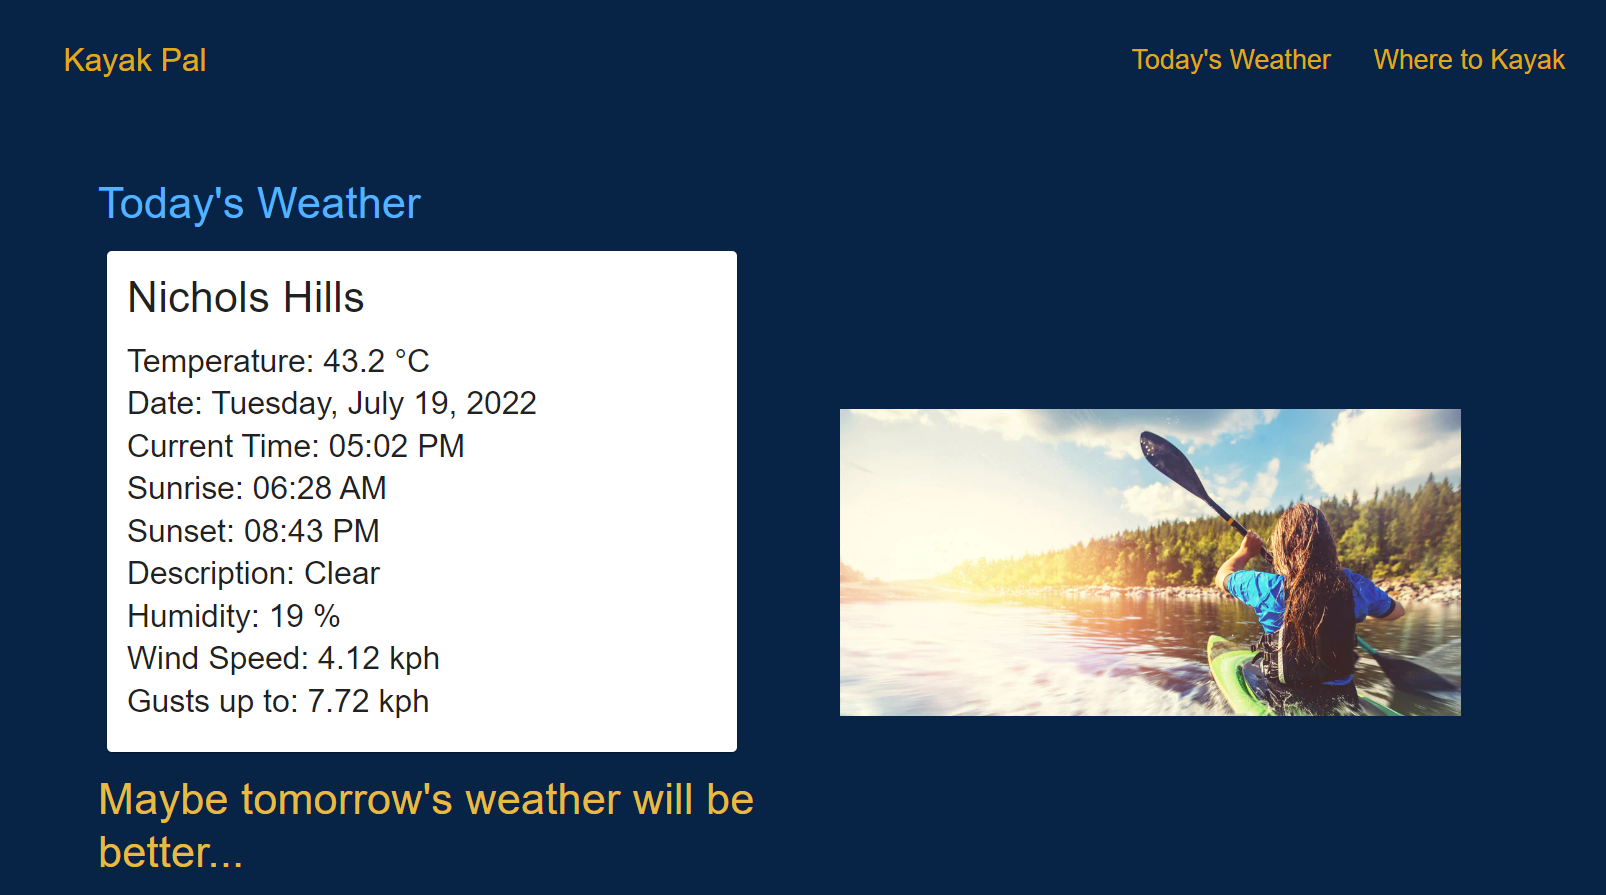 Kayak Pal
Today's Weather
Where to Kayak
Today's Weather
Nichols Hills
Temperature: 43.2 °C
Date: Tuesday, July 19, 2022
Current Time: 05:02 PM
Sunrise: 06:28 AM
Sunset: 08:43 PM
Description: Clear
Humidity: 19 %
Wind Speed: 4.12 kph
Gusts up to: 7.72 kph
Maybe tomorrow's weather will be
better...